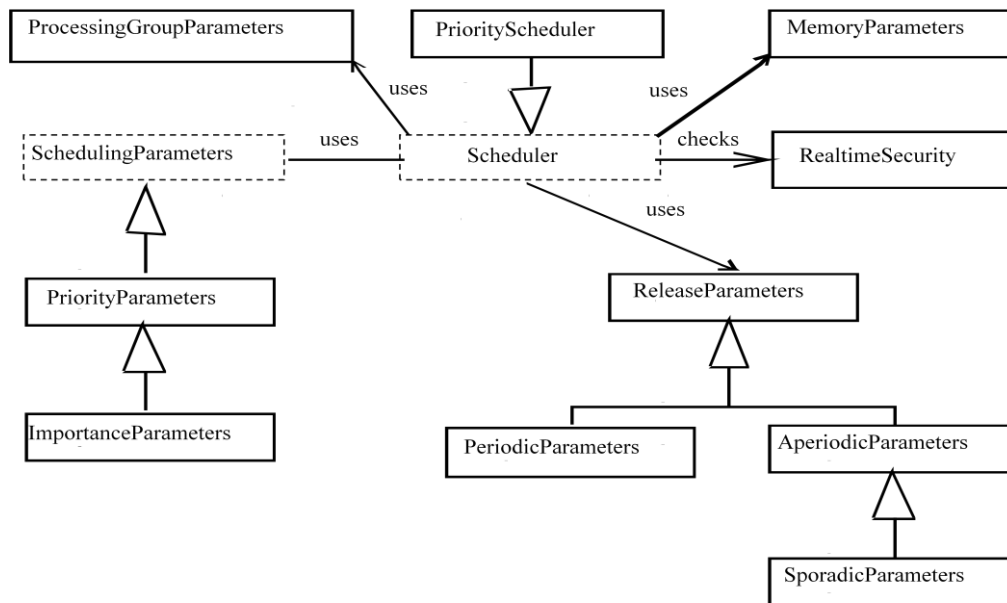 ProcessingGroupParameters
PriorityScheduler
MemoryParameters
uses
uses
SchedulingParameters
uses
Scheduler
checks
RealtimeSecurity
uses
PriorityParameters
ReleaseParameters
ImportanceParameters
PeriodicParameters
AperiodicParameters
SporadicParameters